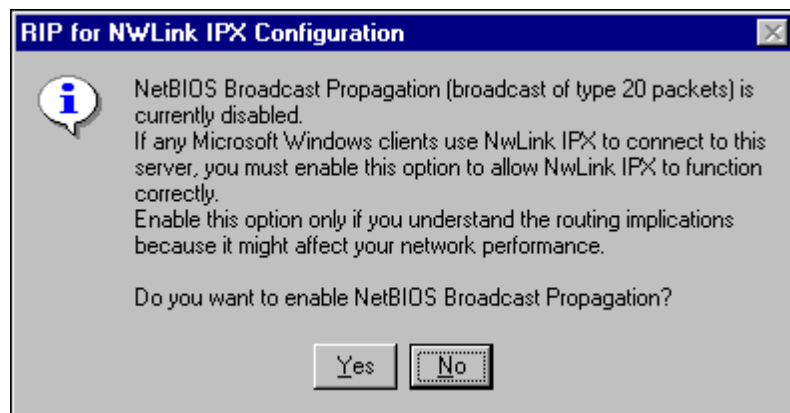 RIP for NWLink IPX Configuration
NetBIOS Broadcast Propagation (broadcast of type 20 packets) is
currently disabled.
If any Microsoft Windows clients use NwLink IPX to connect to this
server, you must enable this option to allow NwLink IPX to function
correctly.
Enable this option only if you understand the routing implications
because it might affect your network performance.
Do you want to enable NetBIOS Broadcast Propagation?
Yes
No